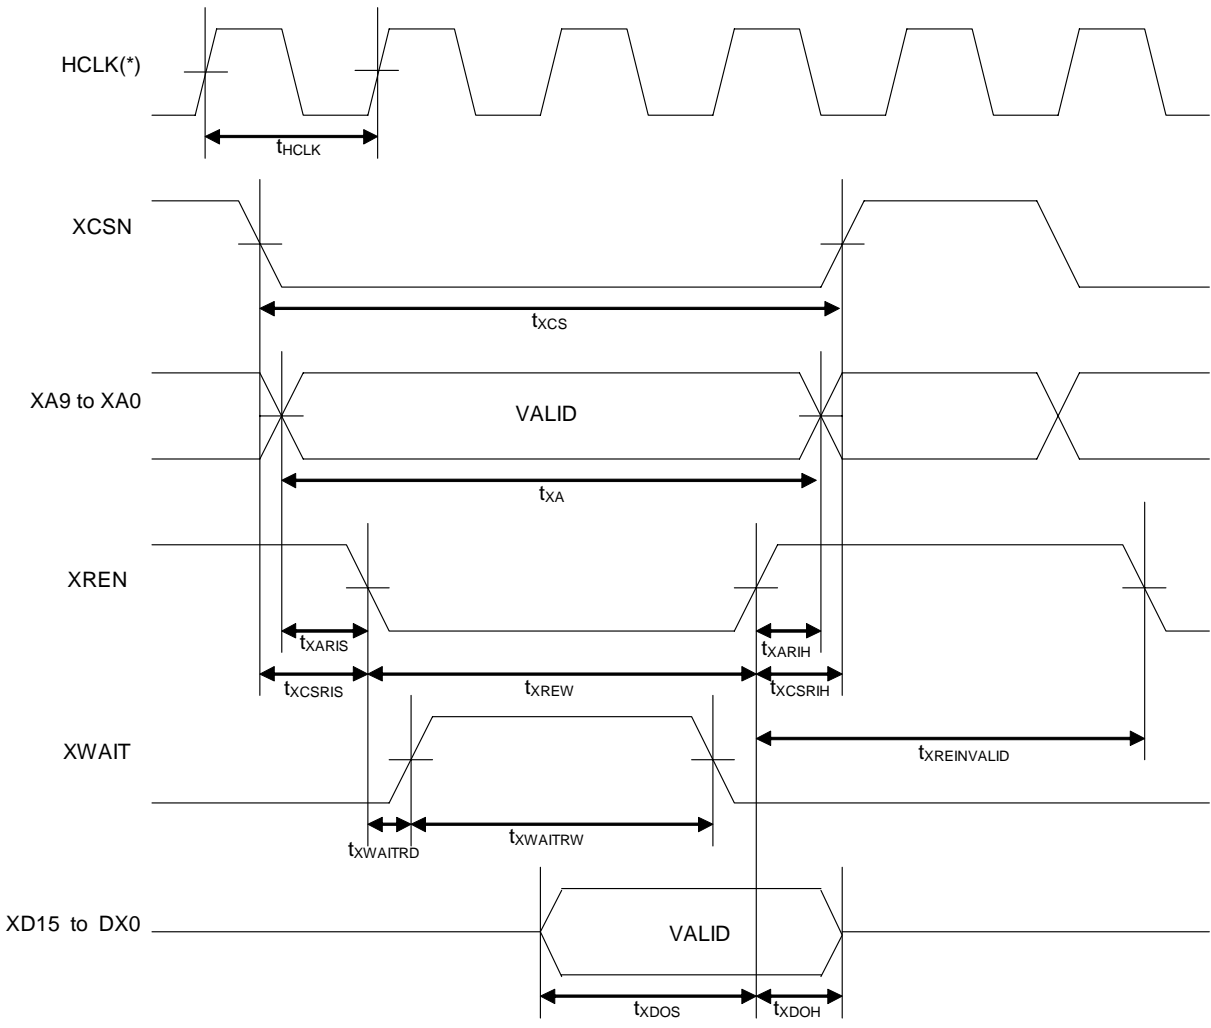 HCLK(*)
tHCLK
XCSN
tXCS
XA9 to XA0
VALID
tXA
XREN
tXARIS
tXARIH
tXCSRIS
tXREW
tXCSRIH
XWAIT
tXREINVALID
tXWAITRD
tXWAITRW
XD15 to DX0
VALID
tXDOS
tXDOH